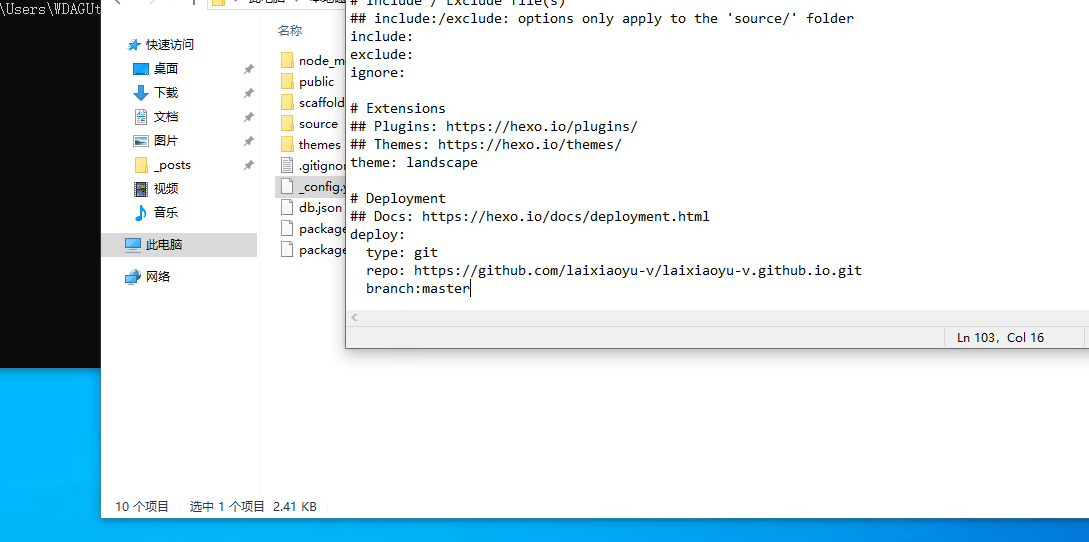 \Users\WDAGUt
快速访问
桌面
下载
文档
图片
_posts
视频
音乐
此电脑
网络
名称
node_m
public
scaffold
source
themes
.gitignor
_config.y
db.json
package
package
10 个项目
选中 1 个项目 2.41 KB
# Include / Exclude file(s)
## include:/exclude: options only apply to the 'source/' folder
include:
exclude:
ignore:
# Extensions
## Plugins: https://hexo.io/plugins/
## Themes: https://hexo.io/themes/
theme: landscape
# Deployment
## Docs: https://hexo.io/docs/deployment.html
deploy:
type: git
repo: https://github.com/laixiaoyu-v/laixiaoyu-v.github.io.git
branch:master
Ln 103, Col 16